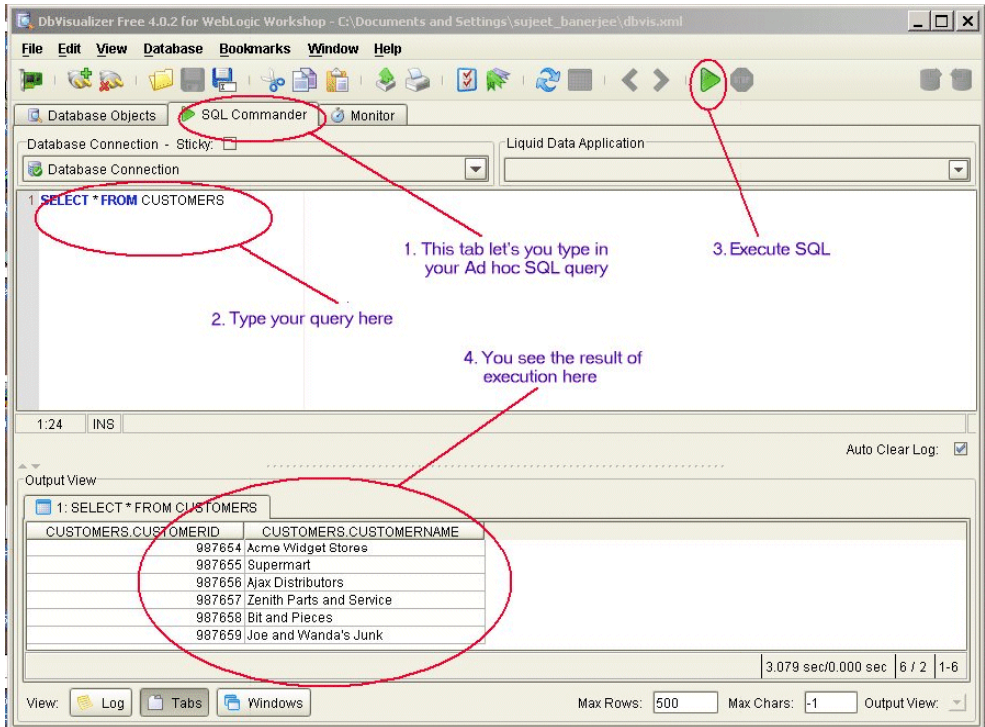 DbVisualizer Free 4.0.2 for WebLogic Workshop - C:\Documents and Settings\sujeet_banerjee\dbvis.xml
File Edit View Database Bookmarks Window Help
Database Objects SQL Commander Monitor
Database Connection - Sticky: Liquid Data Application
Database Connection
1 SELECT * FROM CUSTOMERS
1. This tab let's you type in
your Ad hoc SQL query
3. Execute SQL
2. Type your query here
4. You see the result of
execution here
1:24 INS
Auto Clear Log:
Output View
1: SELECT * FROM CUSTOMERS
CUSTOMERS.CUSTOMERID CUSTOMERS.CUSTOMERNAME
987654 Acme Widget Stores
987655 Supermart
987656 Ajax Distributors
987657 Zenith Parts and Service
987658 Bit and Pieces
987659 Joe and Wanda's Junk
3.079 sec/0.000 sec 6 / 2 1-6
View: Log Tabs Windows Max Rows: 500 Max Chars: -1 Output View: